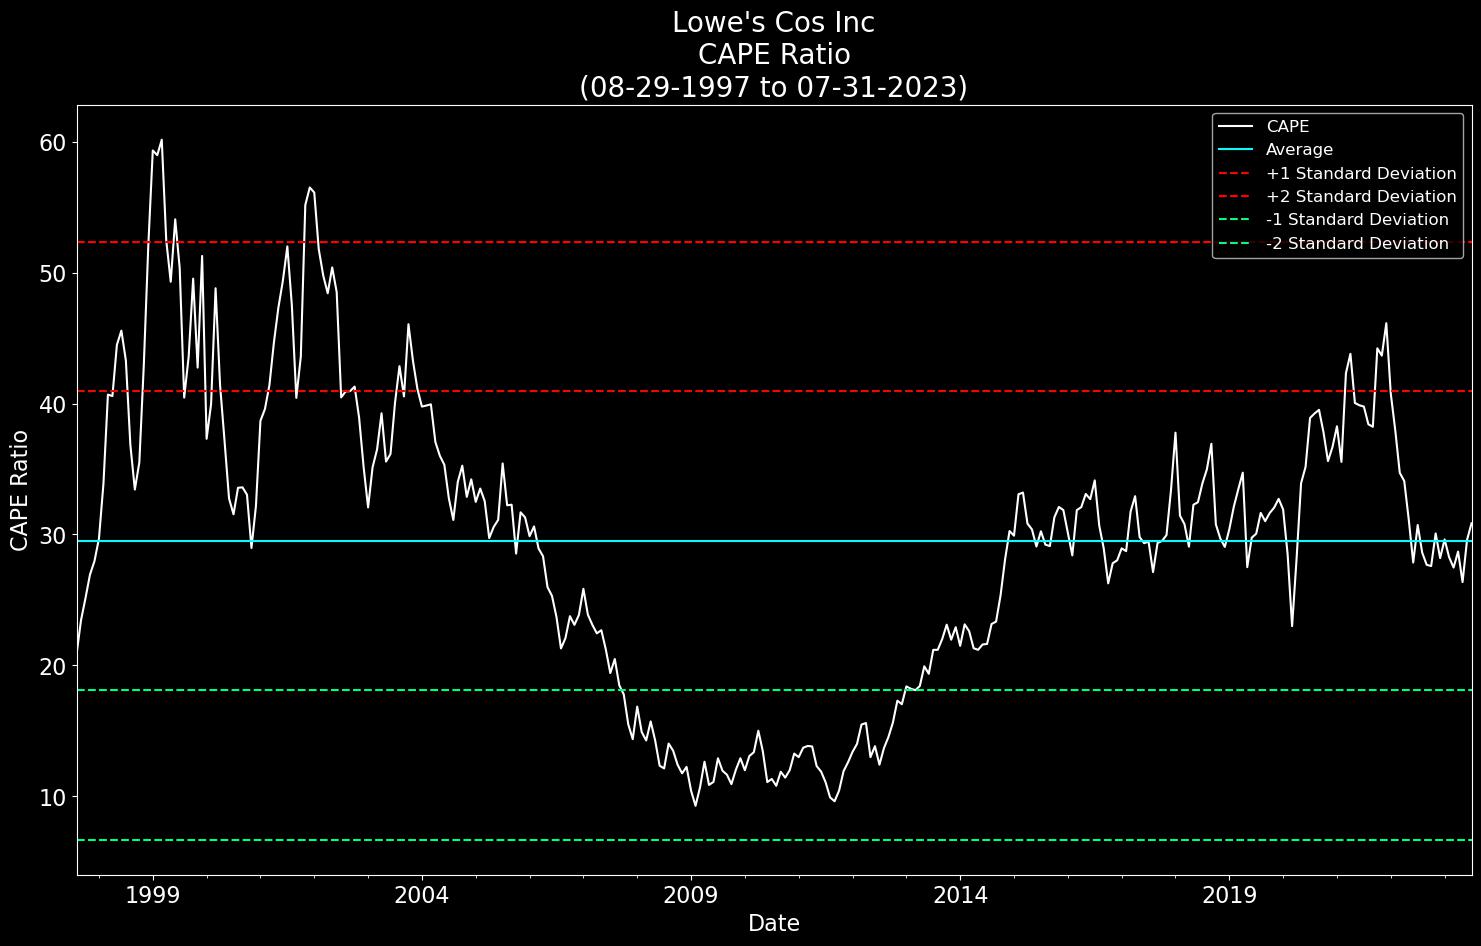 Lowe's Cos Inc
CAPE Ratio
(08-29-1997 to 07-31-2023)
CAPE
Average
+1 Standard Deviation
+2 Standard Deviation
-1 Standard Deviation
-2 Standard Deviation
CAPE Ratio
60
50
40
30
20
10
1999 2004 2009 2014 2019
Date